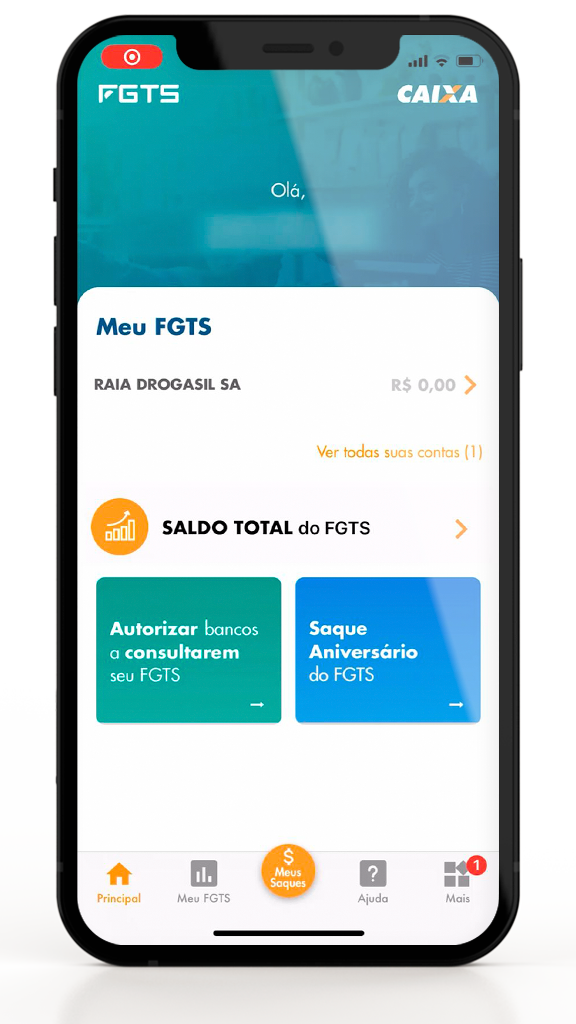 FGTS
CAIXA
Olá,
Meu FGTS
RAIA DROGASIL SA
R$ 0,00
Ver todas suas contas (1)
SALDO TOTAL do FGTS
Autorizar bancos
a consultarem
seu FGTS
Saque
Aniversário
do FGTS
$
Meus
Saques
1
Principal
Meu FGTS
?
Ajuda
Mais